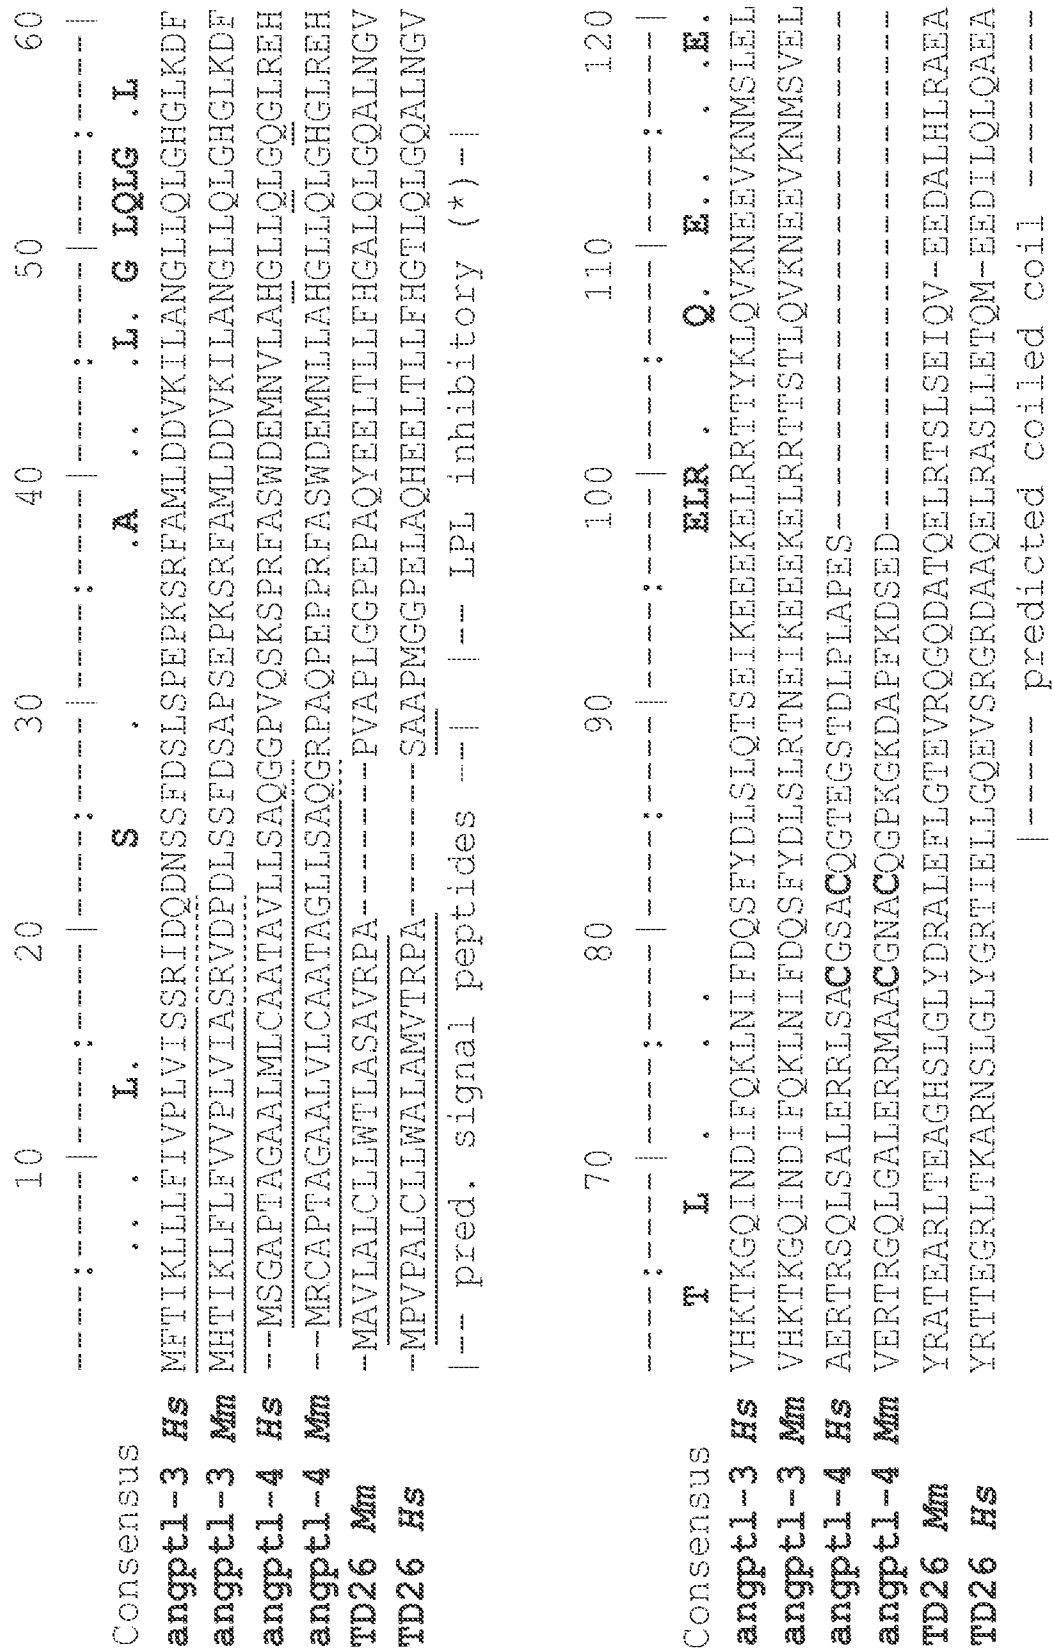 10 20 30 40 50 60
-----:----|----:----|----:----|----:----|----:----|----:----
Consensus . . . L. S . .A .. .L. G LQLG .L
angptl-3 Hs MFTIKLLLFIVPLVISSRIDQDNSSFDSLSPEPKSRFAMLDDVKILANGLLQLGHGLKDF
angptl-3 Mm MHTIKLFLFVVPLVIASRVDPDLSSFDSAPSEPKSRFAMLDDVKILANGLLQLGHGLKDF
angptl-4 Hs --MSGAPTAGAALMLCAATAVLLSAQGGPVQSKSPRFASWDEMNVLAHGLLQLGQGLREH
angptl-4 Mm --MRCAPTAGAALVLCAATAGLLSAQGRPAQPEPPRFASWDEMNLLAHGLLQLGHGLREH
TD26 Mm -MAVLALCLLWTLASAVRPA-------PVAPLGGPEPAQYEELTLLFHGALQLGQALNGV
TD26 Hs -MPVPALCLLWALAMVTRPA-------SAAPMGGPELAQHEELTLLFHGTLQLGQALNGV
|--- pred. signal peptides ---| |--- LPL inhibitory (*)-|
70 80 90 100 110 120
-----:----|----:----|----:----|----:----|----:----|----:----|
Consensus T L . . . ELR . Q. E.. . .E.
angptl-3 Hs VHKTKGQINDIFQKLNIFDQSFYDLSLQTSEIKEEEKELRRTTYKLQVKNEEVKNMSLEL
angptl-3 Mm VHKTKGQINDIFQKLNIFDQSFYDLSLRTNEIKEEEKELRRTTSTLQVKNEEVKNMSVEL
angptl-4 Hs AERTRSQLSALERRLSACGSACQGTEGSTDLPLAPES-----------------------
angptl-4 Mm VERTRGQLGALERRMAACGNACQGPKGKDAPFKDSED-----------------------
TD26 Mm YRATEARLTEAGHSLGLYDRALEFLGTEVRQGQDATQELRTSLSEIQV-EEDALHLRAEA
TD26 Hs YRTTEGRLTKARNSLGLYGRTIELLGQEVSRGRDAAQELRASLLETQM-EEDILQLQAEA
|----- predicted coiled coil -------